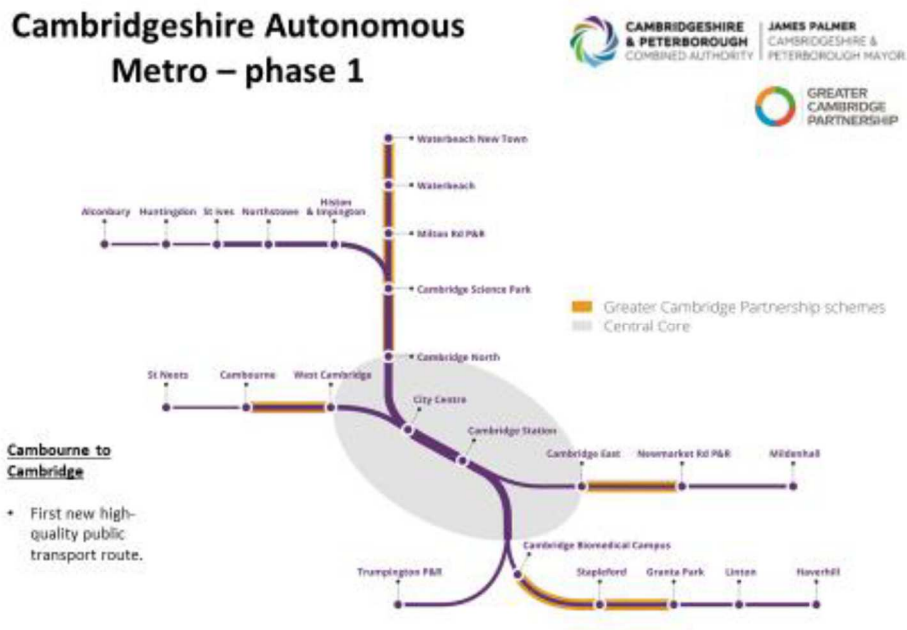 Cambridgeshire Autonomous
Metro – phase 1
CAMBRIDGESHIRE
& PETERBOROUGH
COMBINED AUTHORITY
JAMES PALMER
CAMBRIDGESHIRE &
PETERBOROUGH MAYOR
GREATER
CAMBRIDGE
PARTNERSHIP
Waterbeach New Town
Waterbeach
Alconbury
Huntingdon
St Ives
Northstowe
Histon
& Impington
Milton Rd P&R
Cambridge Science Park
Greater Cambridge Partnership schemes
Central Core
Cambridge North
St Neots
Cambourne
West Cambridge
City Centre
Cambridge Station
Cambridge East
Newmarket Rd P&R
Mildenhall
Cambourne to
Cambridge
• First new high-
quality public
transport route.
Cambridge Biomedical Campus
Trumpington P&R
Stapleford
Granta Park
Linton
Haverhill